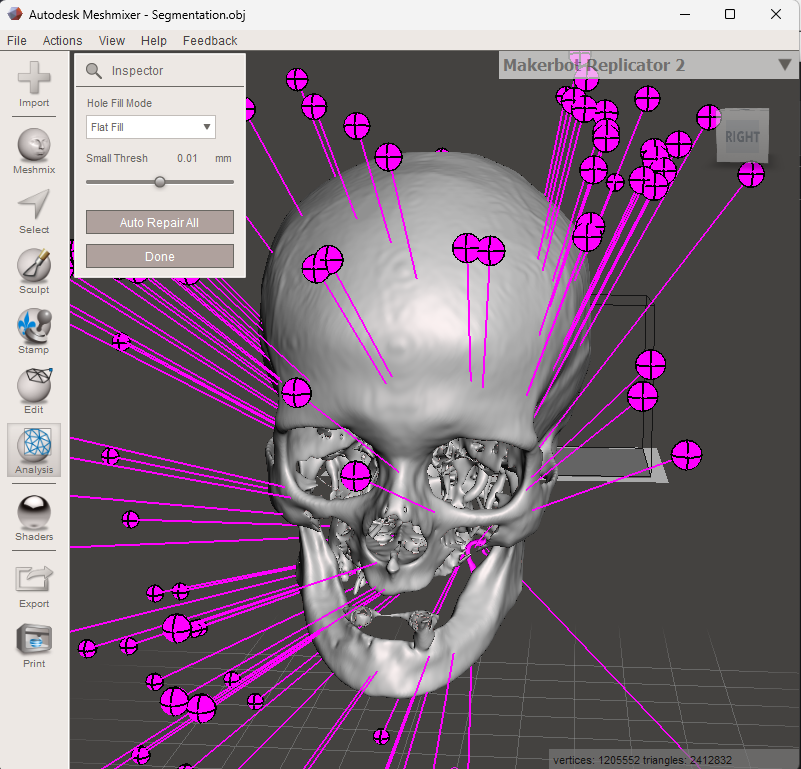 Autodesk Meshmixer - Segmentation.obj
File Actions View Help Feedback
Import
Meshmix
Select
Sculpt
Stamp
Edit
Analysis
Shaders
Export
Print
Inspector
Hole Fill Mode
Flat Fill
Small Thresh 0.01 mm
Auto Repair All
Done
Makerbot Replicator 2
RIGHT
vertices: 1205552 triangles: 2412832